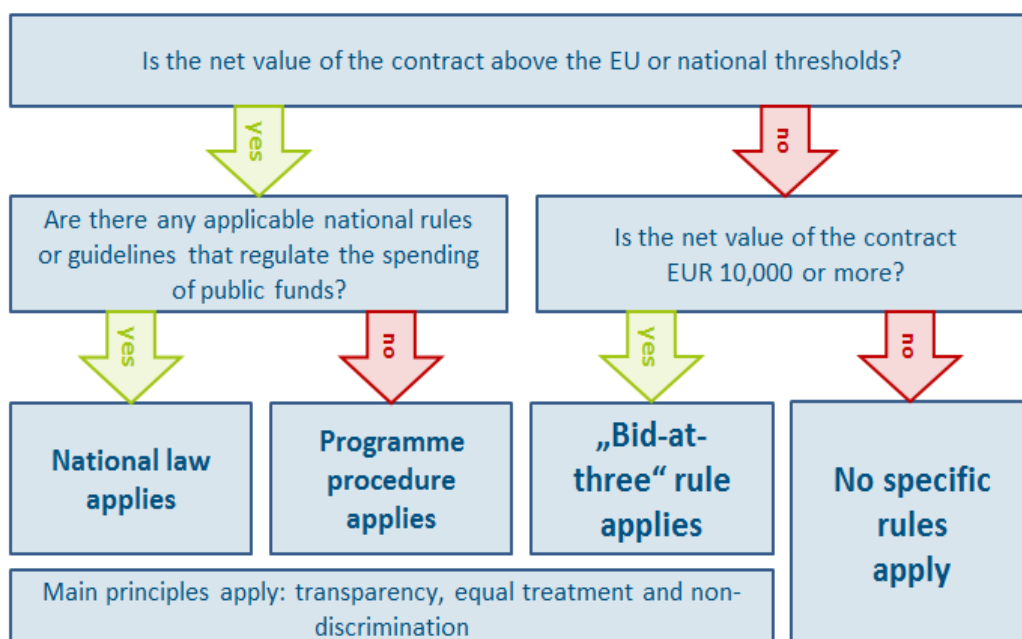 Is the net value of the contract above the EU or national thresholds?
yes
no
Are there any applicable national rules
or guidelines that regulate the spending
of public funds?
Is the net value of the contract
EUR 10,000 or more?
yes
no
yes
no
National law
applies
Programme
procedure
applies
„Bid-at-
three“ rule
applies
No specific
rules
apply
Main principles apply: transparency, equal treatment and non-
discrimination